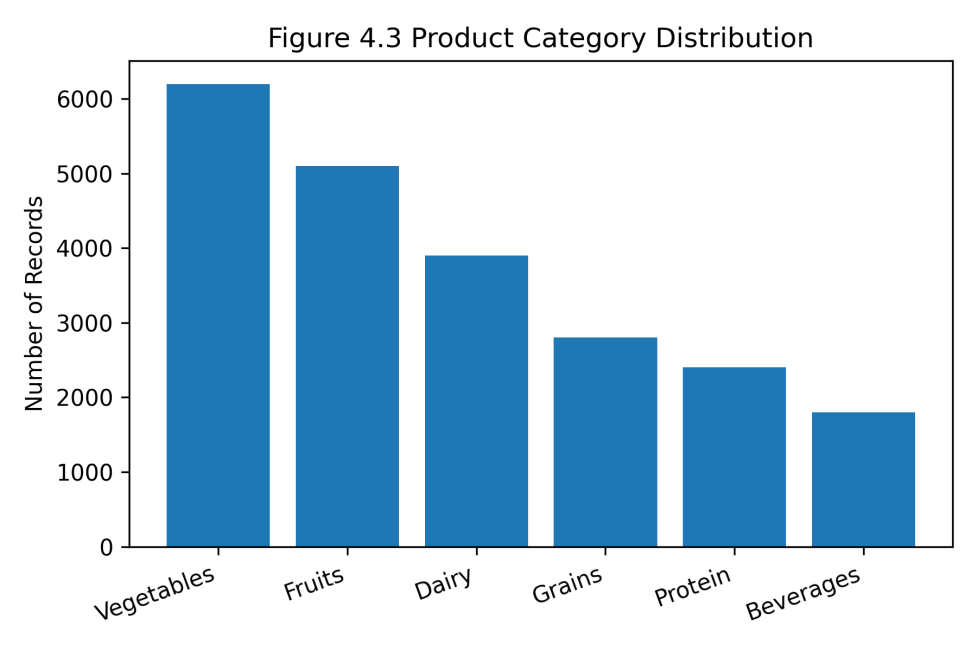 Figure 4.3 Product Category Distribution
Number of Records
6000
5000
4000
3000
2000
1000
0
Vegetables
Fruits
Dairy
Grains
Protein
Beverages